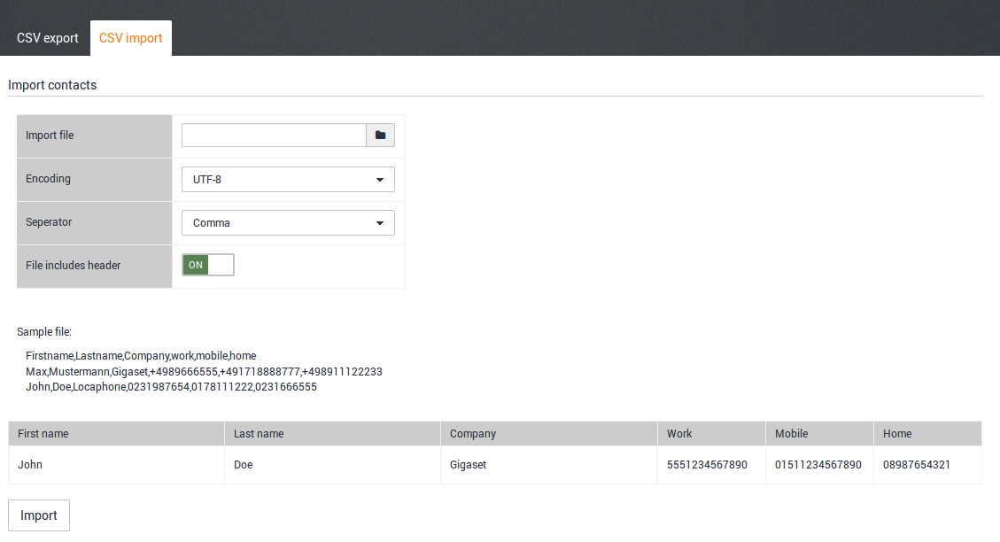 CSV export CSV import
Import contacts
Import file
Encoding UTF-8
Seperator Comma
File includes header ON
Sample file:
Firstname,Lastname,Company,work,mobile,home
Max,Mustermann,Gigaset,+4989666555,+491718888777,+498911122233
John,Doe,Locaphone,0231987654,0178111222,0231666555
First name Last name Company Work Mobile Home
John Doe Gigaset 5551234567890 01511234567890 08987654321
Import